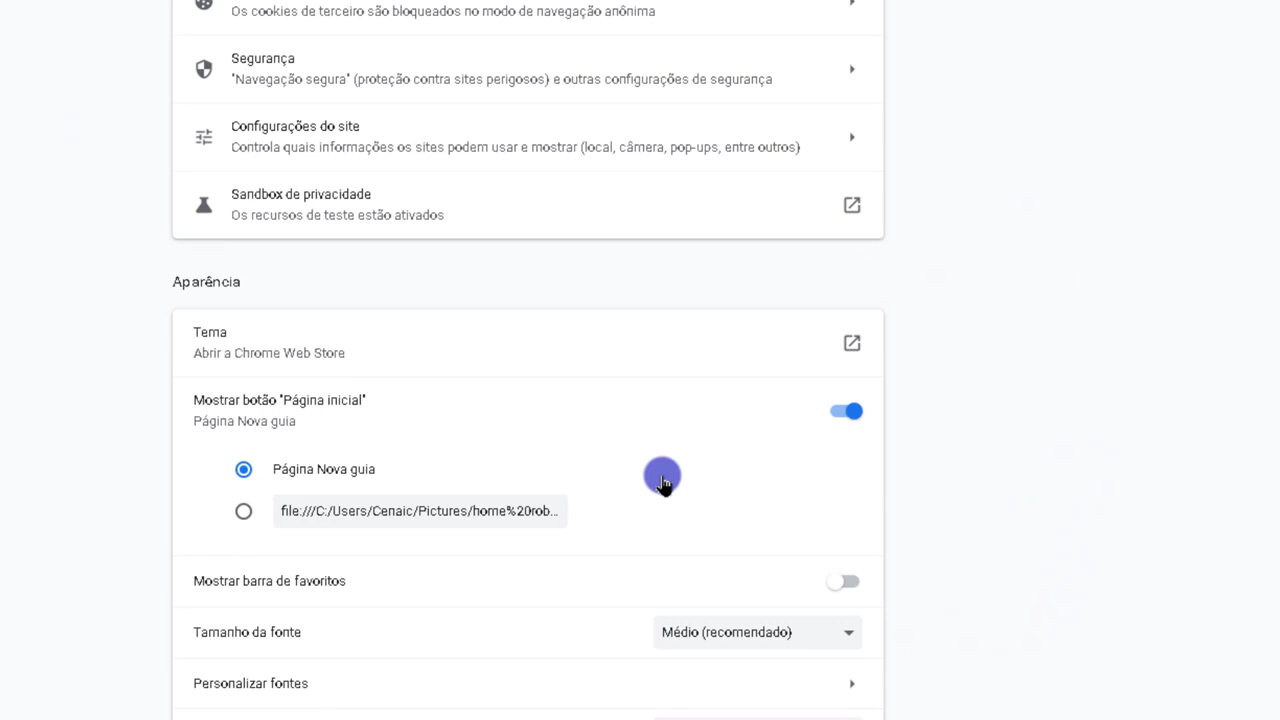 Os cookies de terceiro são bloqueados no modo de navegação anônima
Segurança
"Navegação segura" (proteção contra sites perigosos) e outras configurações de segurança
Configurações do site
Controla quais informações os sites podem usar e mostrar (local, câmera, pop-ups, entre outros)
Sandbox de privacidade
Os recursos de teste estão ativados
Aparência
Tema
Abrir a Chrome Web Store
Mostrar botão "Página inicial"
Página Nova guia
Página Nova guia
file:///C:/Users/Cenaic/Pictures/home%20rob...
Mostrar barra de favoritos
Tamanho da fonte
Médio (recomendado)
Personalizar fontes